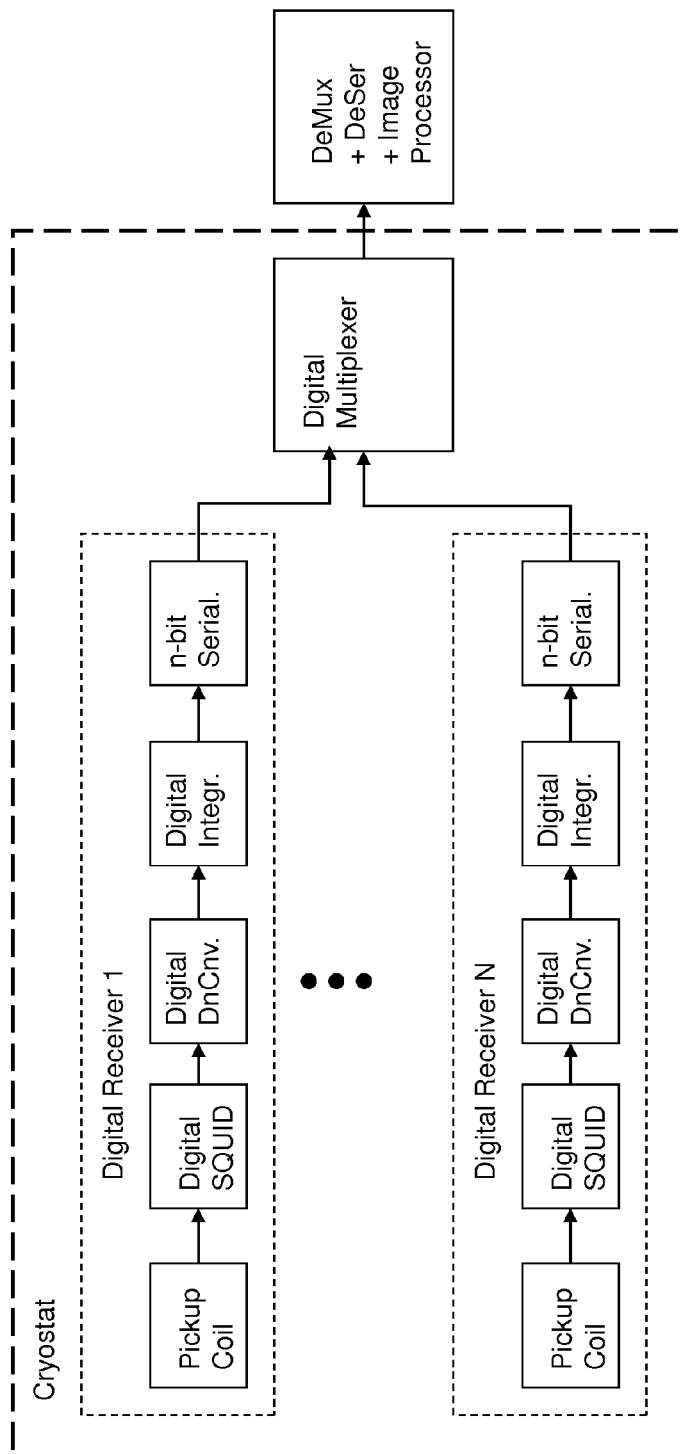 Cryostat
Digital Receiver 1
Pickup
Coil
Digital
SQUID
Digital
DnCnv.
Digital
Integr.
n-bit
Serial.
Digital Receiver N
Pickup
Coil
Digital
SQUID
Digital
DnCnv.
Digital
Integr.
n-bit
Serial.
Digital
Multiplexer
DeMux
+ DeSer
+ Image
Processor